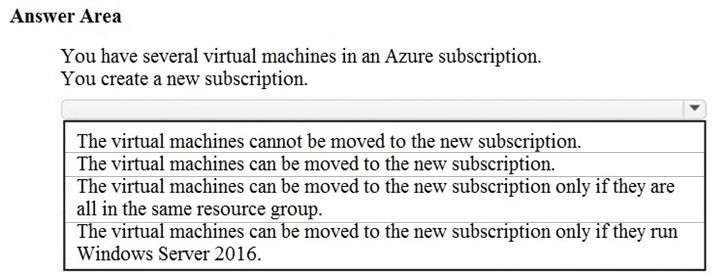 Answer Area
You have several virtual machines in an Azure subscription.
You create a new subscription.
The virtual machines cannot be moved to the new subscription.
The virtual machines can be moved to the new subscription.
The virtual machines can be moved to the new subscription only if they are
all in the same resource group.
The virtual machines can be moved to the new subscription only if they run
Windows Server 2016.